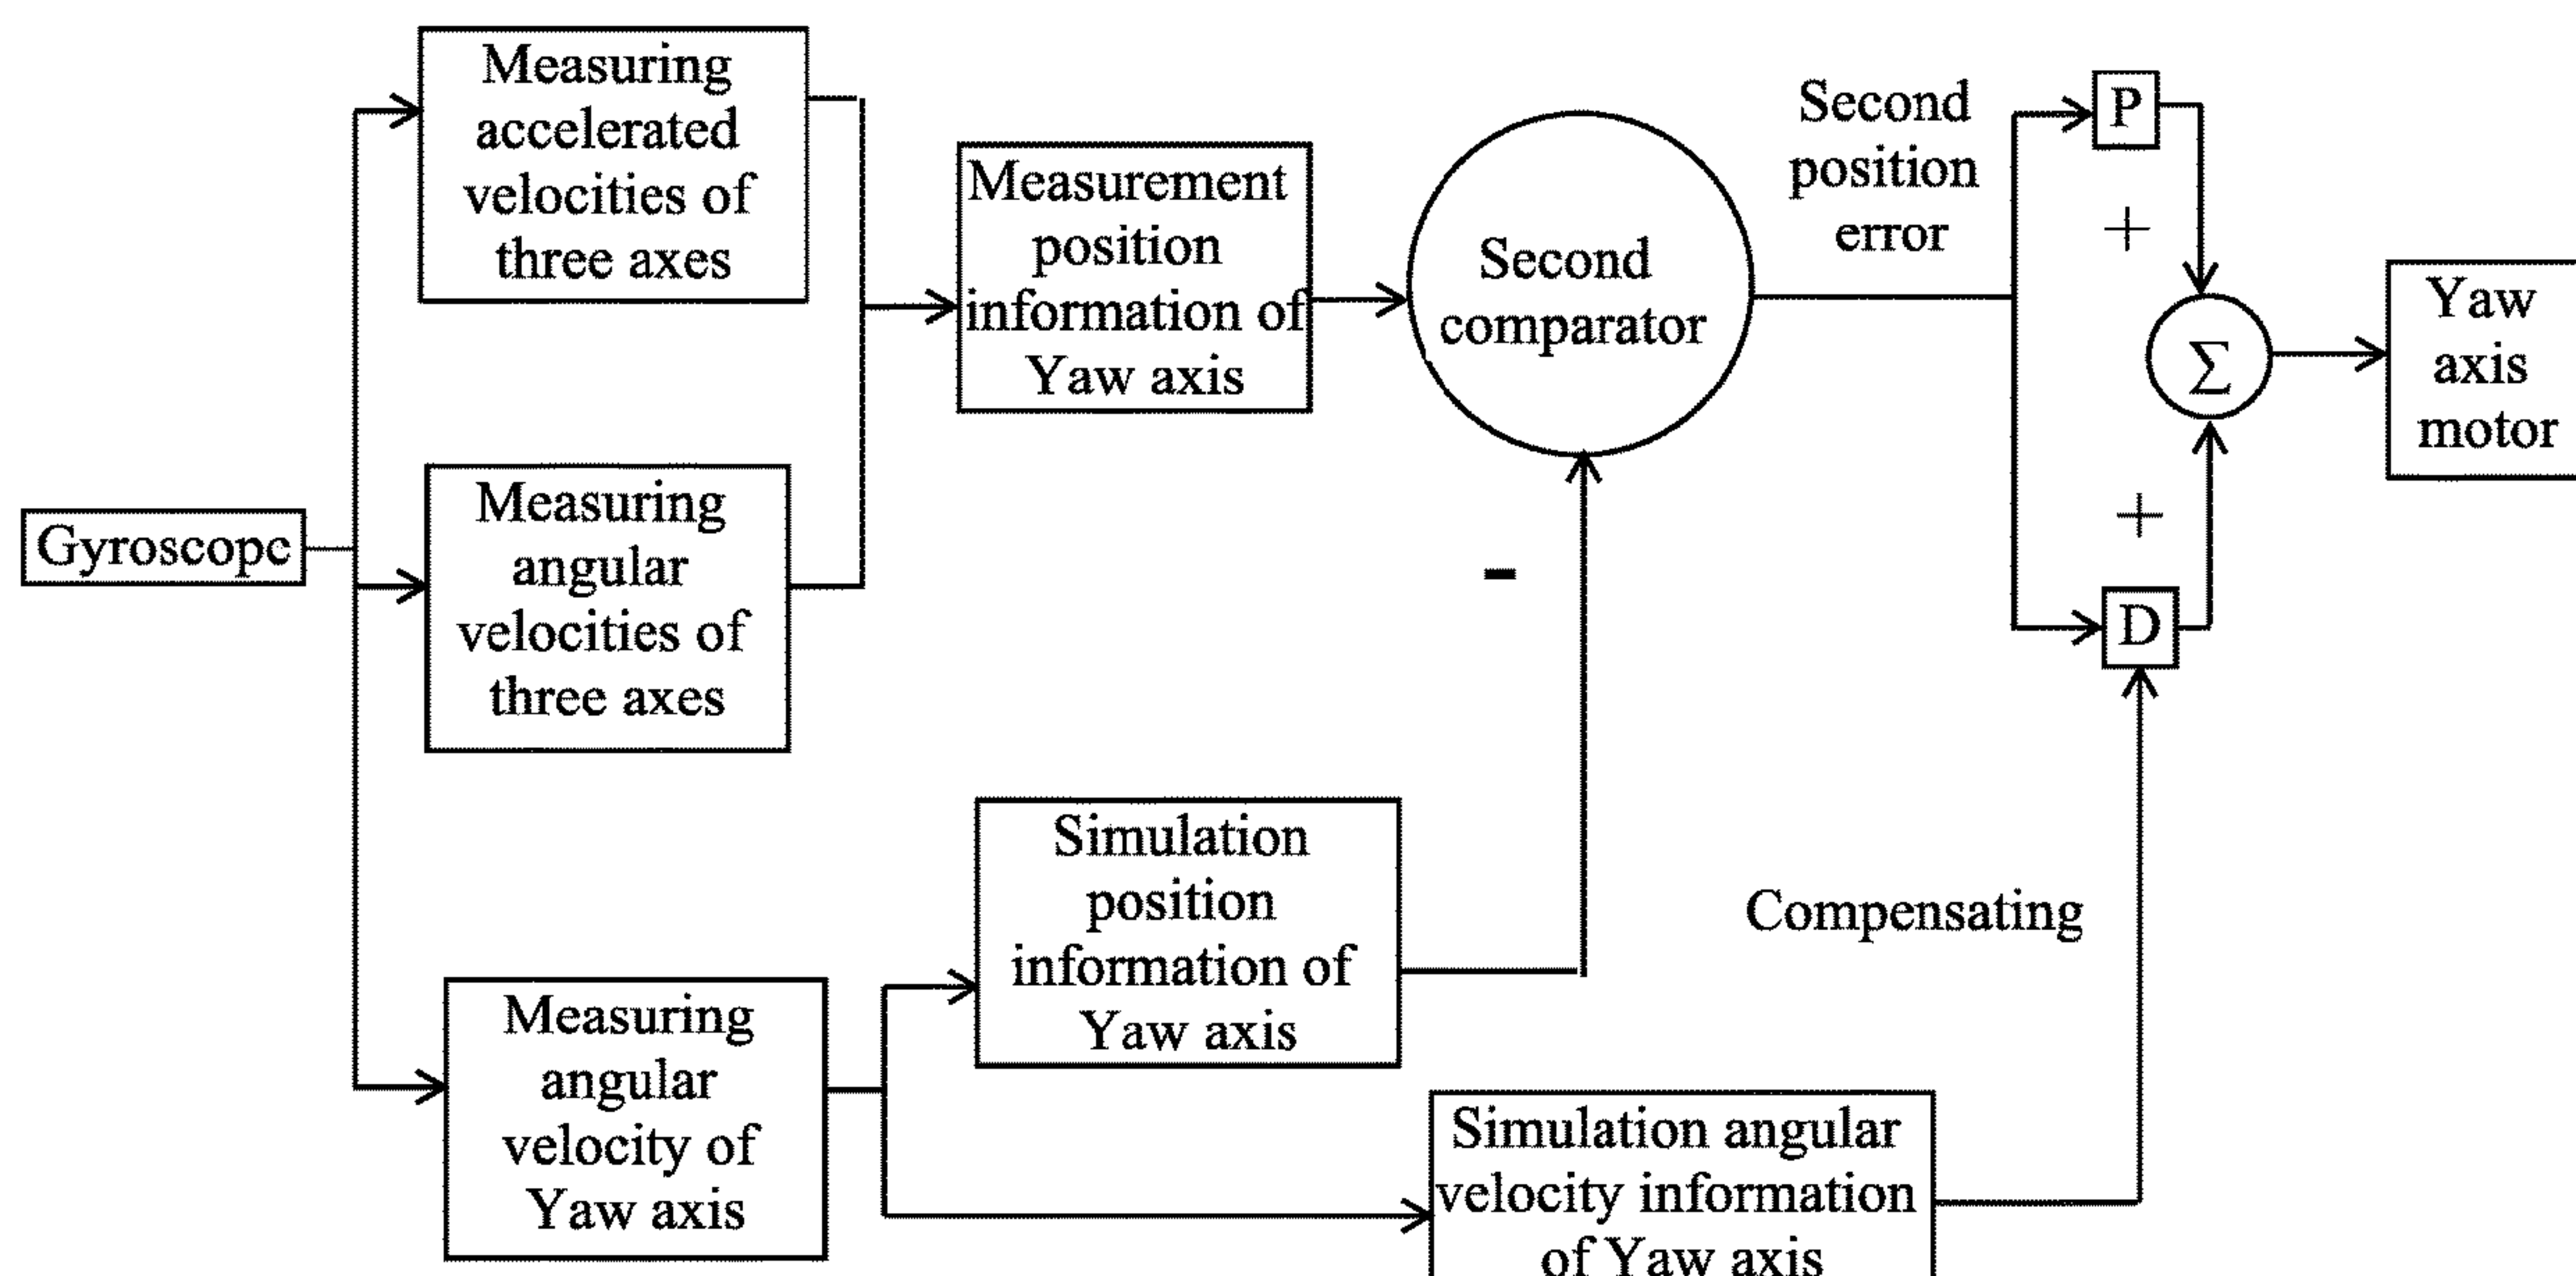 Measuring
accelerated
velocities of
three axes
Measurement
position
information of
Yaw axis
Second
comparator
Second
position
error
P
+
Σ
Yaw
axis
motor
Gyroscope
Measuring
angular
velocities of
three axes
-
+
D
Simulation
position
information of
Yaw axis
Compensating
Measuring
angular
velocity of
Yaw axis
Simulation angular
velocity information
of Yaw axis